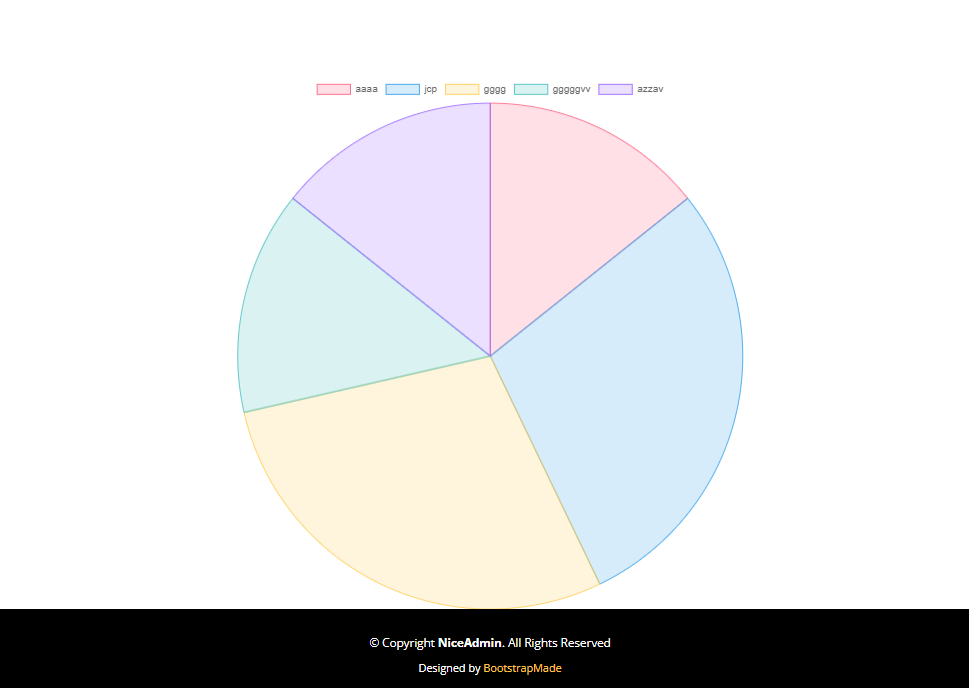 aaaa jcp gggg gggggvv azzav
© Copyright NiceAdmin. All Rights Reserved
Designed by BootstrapMade